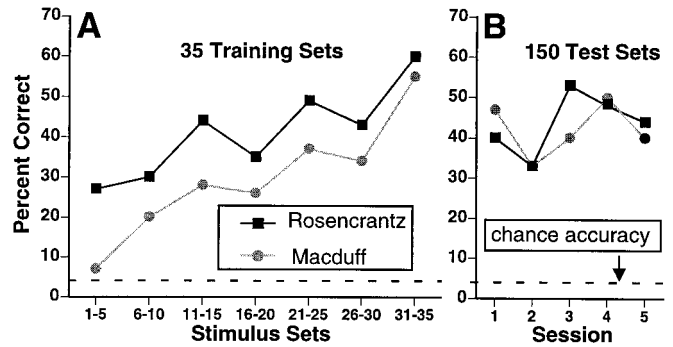 A
35 Training Sets
Percent Correct
70
60
50
40
30
20
10
0
Rosencrantz
Macduff
1-5 6-10 11-15 16-20 21-25 26-30 31-35
Stimulus Sets
B
150 Test Sets
70
60
50
40
30
20
10
0
chance accuracy
1 2 3 4 5
Session